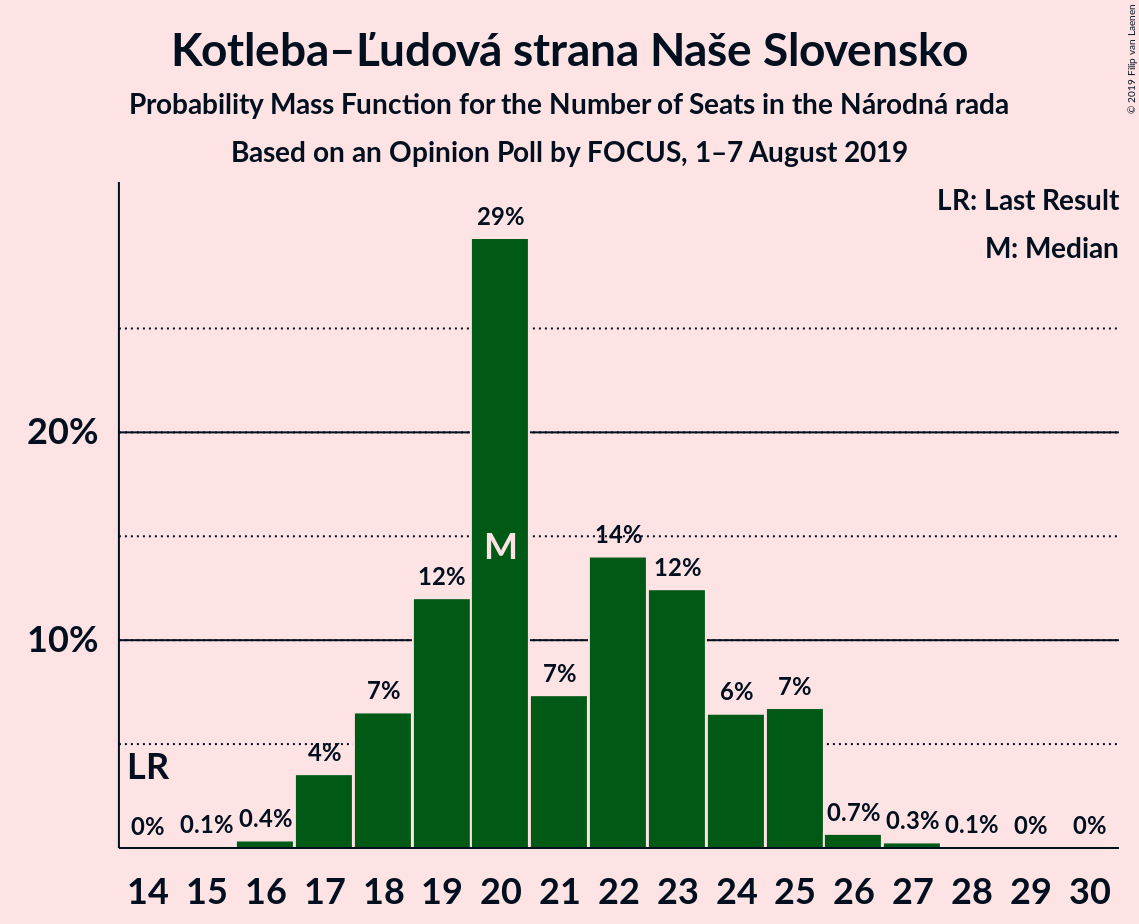 Kotleba–Ľudová strana Naše Slovensko
Probability Mass Function for the Number of Seats in the Národná rada
Based on an Opinion Poll by FOCUS, 1–7 August 2019
© 2019 Filip van Laenen
LR: Last Result
M: Median
29%
20%
M
14%
12%
12%
10%
7%
7%
7%
6%
4%
LR
0%
0.1%
0.4%
0.7%
0.3%
0.1%
0%
0%
14 15 16 17 18 19 20 21 22 23 24 25 26 27 28 29 30